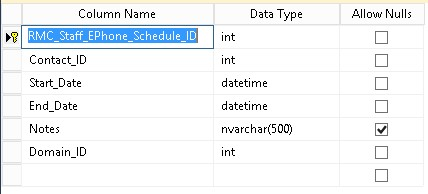 Column Name Data Type Allow Nulls
RMC_Staff_EPhone_Schedule_ID int
Contact_ID int
Start_Date datetime
End_Date datetime
Notes nvarchar(500)
Domain_ID int